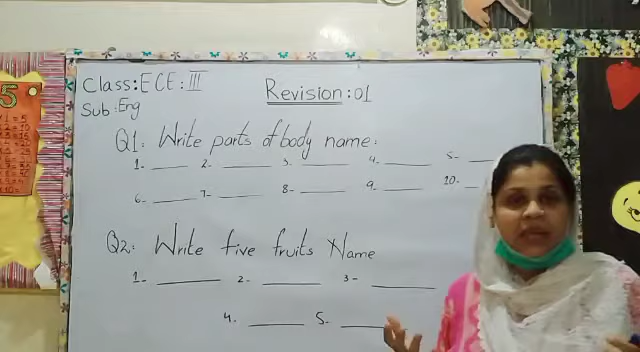 Class: ECE: III
Sub: Eng
Revision: 01
Q1: Write parts of body name:
1- ____ 2- ____ 3- ____ 4- ____ 5- ____
6- ____ 7- ____ 8- ____ 9- ____ 10- __
Q2: Write five fruits Name
1- ____ 2- ____ 3- ____
4. ____ 5- ____
5